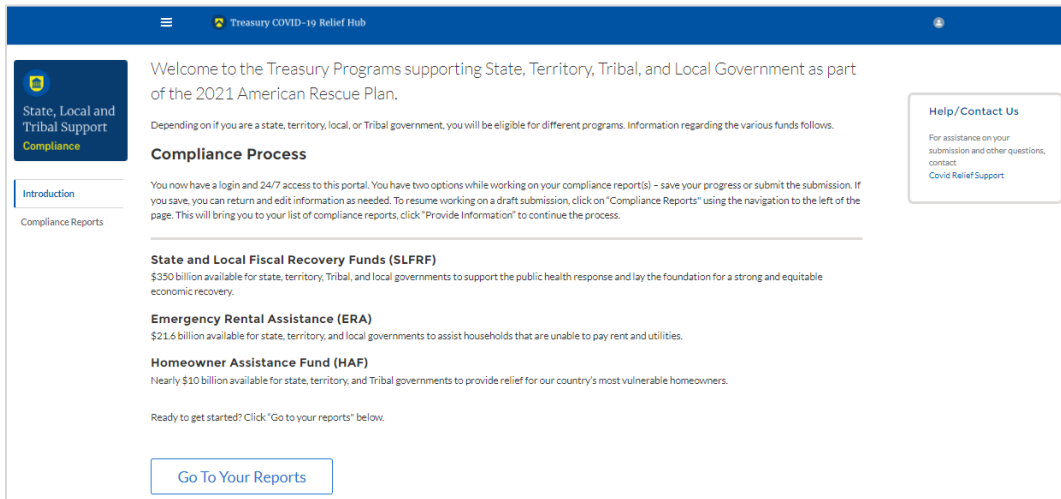 Treasury COVID-19 Relief Hub
State, Local and
Tribal Support
Compliance
Introduction
Compliance Reports
Welcome to the Treasury Programs supporting State, Territory, Tribal, and Local Government as part
of the 2021 American Rescue Plan.
Depending on if you are a state, territory, local, or Tribal government, you will be eligible for different programs. Information regarding the various funds follows.
Compliance Process
You now have a login and 24/7 access to this portal. You have two options while working on your compliance report(s) – save your progress or submit the submission. If
you save, you can return and edit information as needed. To resume working on a draft submission, click on "Compliance Reports" using the navigation to the left of the
page. This will bring you to your list of compliance reports, click "Provide Information" to continue the process.
State and Local Fiscal Recovery Funds (SLFRF)
$350 billion available for state, territory, Tribal, and local governments to support the public health response and lay the foundation for a strong and equitable
economic recovery.
Emergency Rental Assistance (ERA)
$21.6 billion available for state, territory, and local governments to assist households that are unable to pay rent and utilities.
Homeowner Assistance Fund (HAF)
Nearly $10 billion available for state, territory, and Tribal governments to provide relief for our country's most vulnerable homeowners.
Ready to get started? Click "Go to your reports" below.
Go To Your Reports
Help/Contact Us
For assistance on your
submission and other questions,
contact
Covid Relief Support